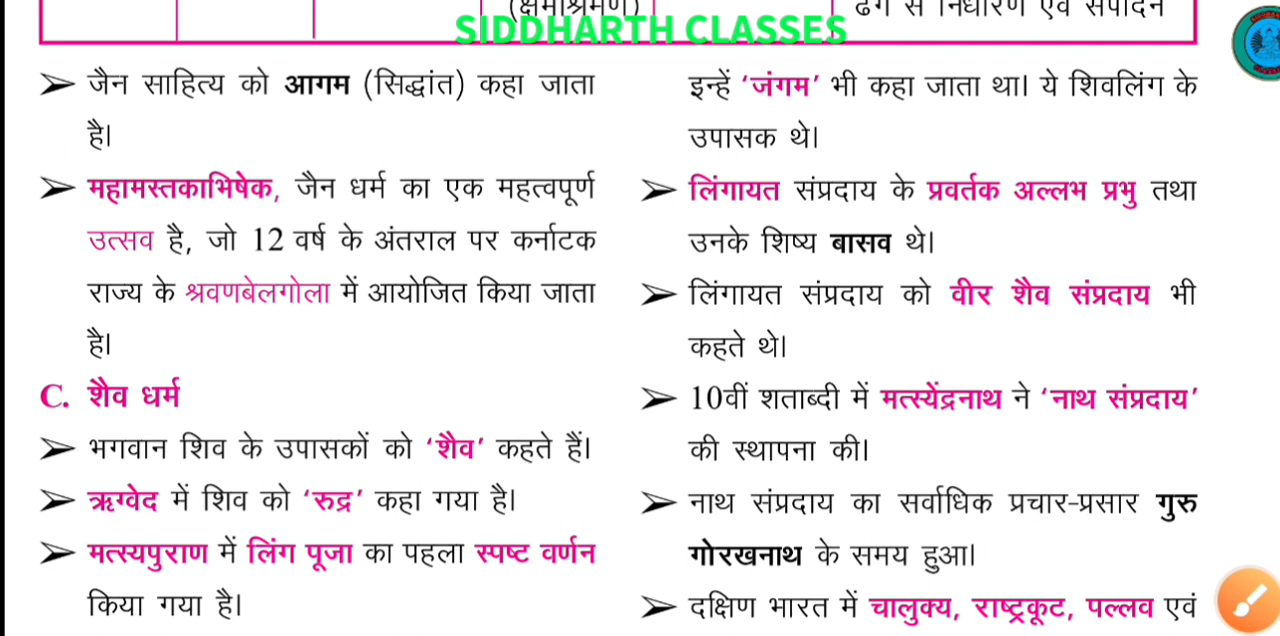 (क्षमाश्रमण)
ढंग से निर्धारण एवं संपादन
SIDDHARTH CLASSES
➢ जैन साहित्य को आगम (सिद्धांत) कहा जाता
है।
➢ महामस्तकाभिषेक, जैन धर्म का एक महत्वपूर्ण
उत्सव है, जो 12 वर्ष के अंतराल पर कर्नाटक
राज्य के श्रवणबेलगोला में आयोजित किया जाता
है।
C. शैव धर्म
➢ भगवान शिव के उपासकों को ‘शैव’ कहते हैं।
➢ ऋग्वेद में शिव को ‘रुद्र’ कहा गया है।
➢ मत्स्यपुराण में लिंग पूजा का पहला स्पष्ट वर्णन
किया गया है।
इन्हें ‘जंगम’ भी कहा जाता था। ये शिवलिंग के
उपासक थे।
➢ लिंगायत संप्रदाय के प्रवर्तक अल्लभ प्रभु तथा
उनके शिष्य बासव थे।
➢ लिंगायत संप्रदाय को वीर शैव संप्रदाय भी
कहते थे।
➢ 10वीं शताब्दी में मत्स्येंद्रनाथ ने ‘नाथ संप्रदाय’
की स्थापना की।
➢ नाथ संप्रदाय का सर्वाधिक प्रचार-प्रसार गुरु
गोरखनाथ के समय हुआ।
➢ दक्षिण भारत में चालुक्य, राष्ट्रकूट, पल्लव एवं